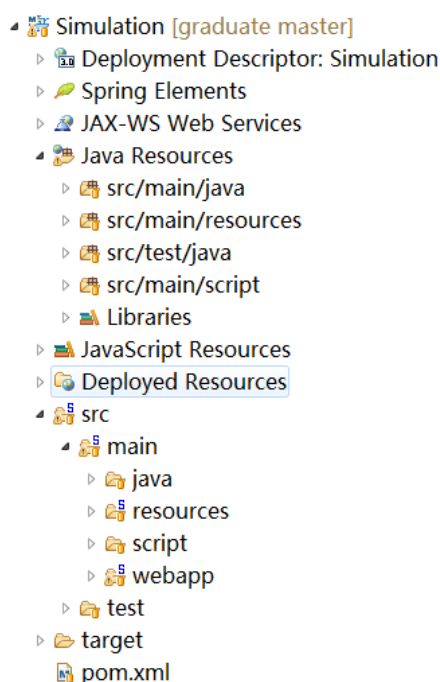 Simulation [graduate master]
Deployment Descriptor: Simulation
Spring Elements
JAX-WS Web Services
Java Resources
src/main/java
src/main/resources
src/test/java
src/main/script
Libraries
JavaScript Resources
Deployed Resources
src
main
java
resources
script
webapp
test
target
pom.xml